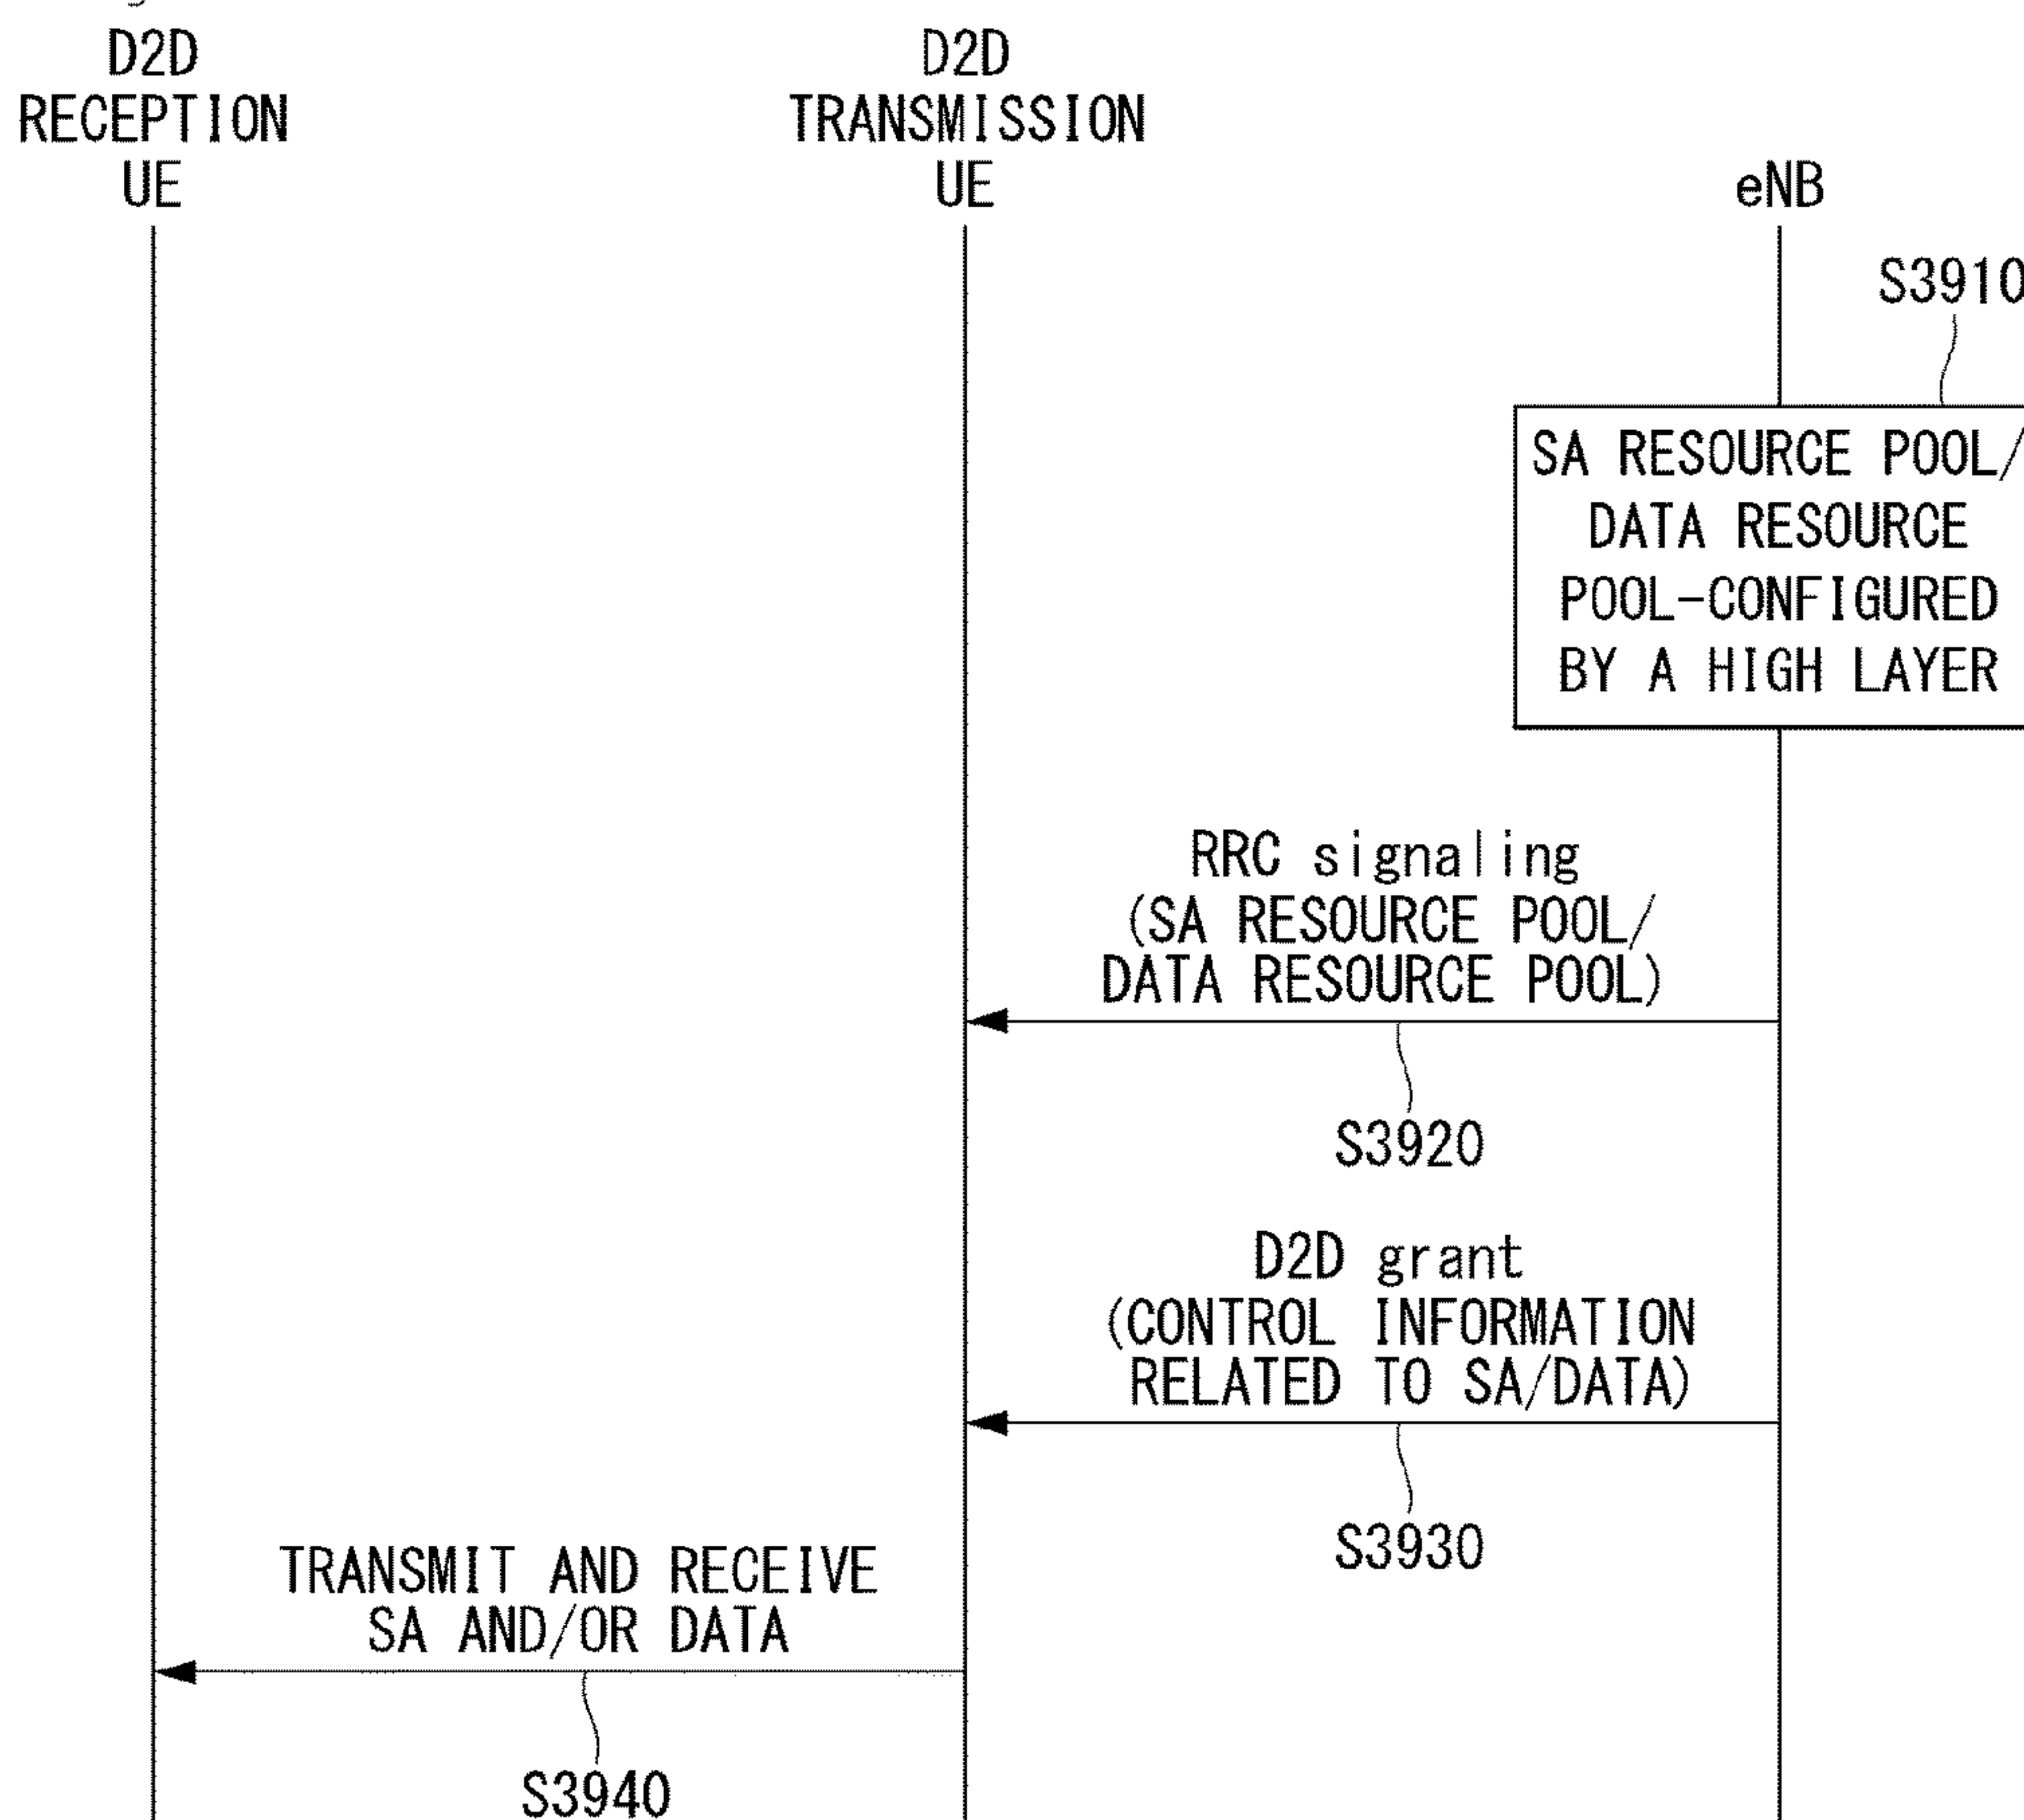 D2D
RECEPTION
UE
D2D
TRANSMISSION
UE
eNB
S3910
SA RESOURCE POOL/
DATA RESOURCE
POOL-CONFIGURED
BY A HIGH LAYER
RRC signaling
(SA RESOURCE POOL/
DATA RESOURCE POOL)
S3920
D2D grant
(CONTROL INFORMATION
RELATED TO SA/DATA)
S3930
TRANSMIT AND RECEIVE
SA AND/OR DATA
S3940